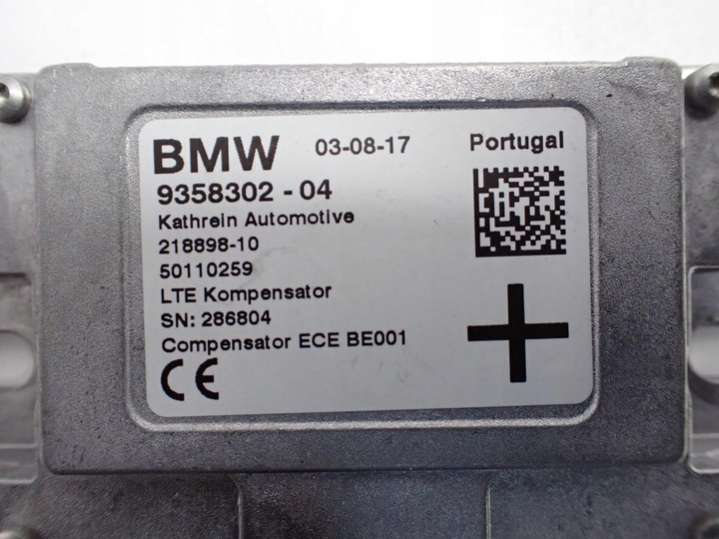 BMW 03-08-17 Portugal
9358302 - 04
Kathrein Automotive
218898-10
50110259
LTE Kompensator
SN: 286804
Compensator ECE BE001
CE